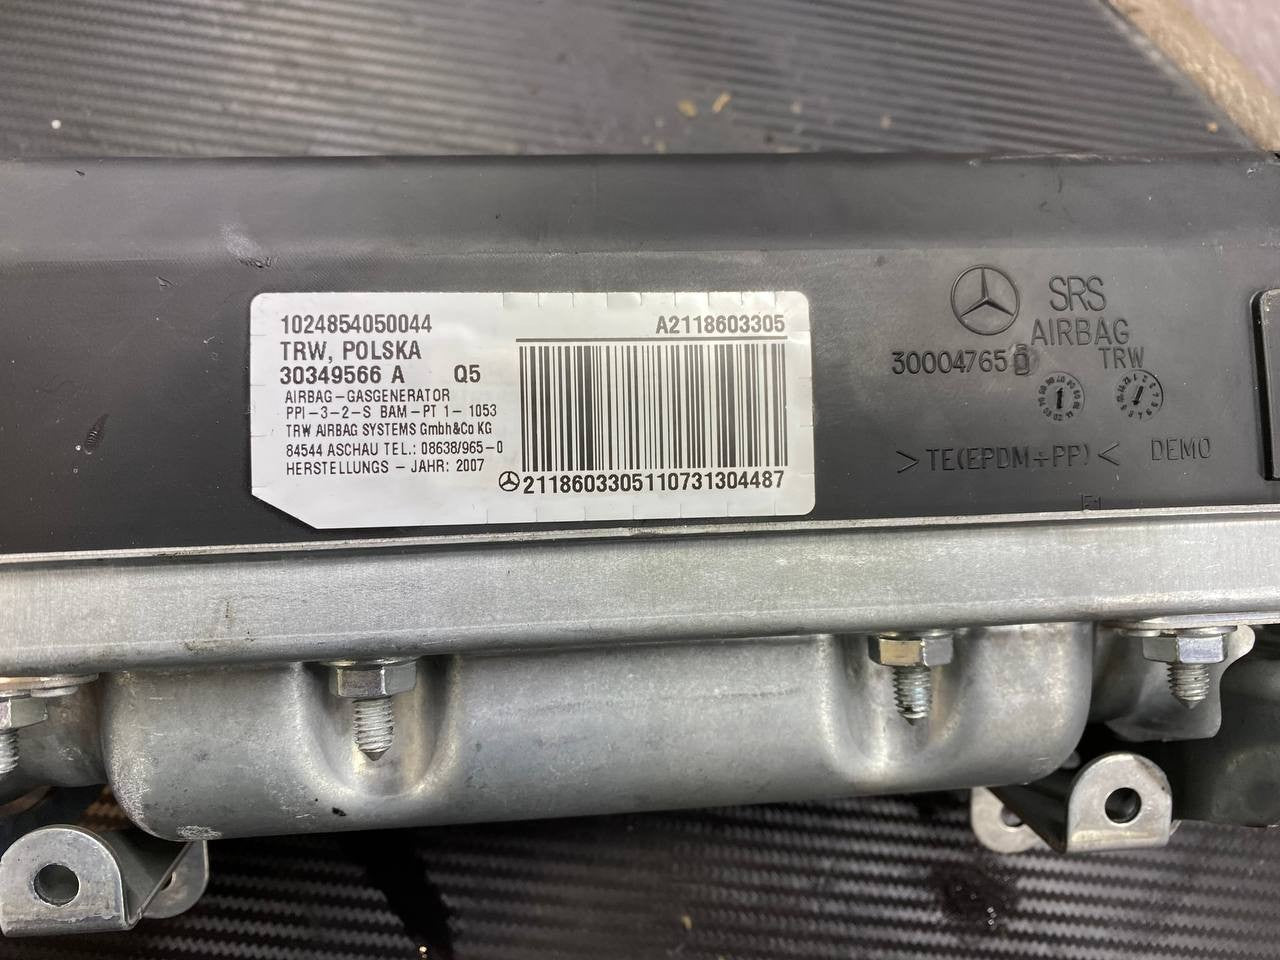 1024854050044
A2118603305
TRW, POLSKA
30349566 A Q5
AIRBAG-GASGENERATOR
PPI-3-2-S BAM-PT 1- 1053
TRW AIRBAG SYSTEMS Gmbh&Co KG
84544 ASCHAU TEL.: 08638/965-0
HERSTELLUNGS - JAHR: 2007
2118603305110731304487
SRS
AIRBAG
30004765
TRW
>TE(EPDM+PP)< DEMO